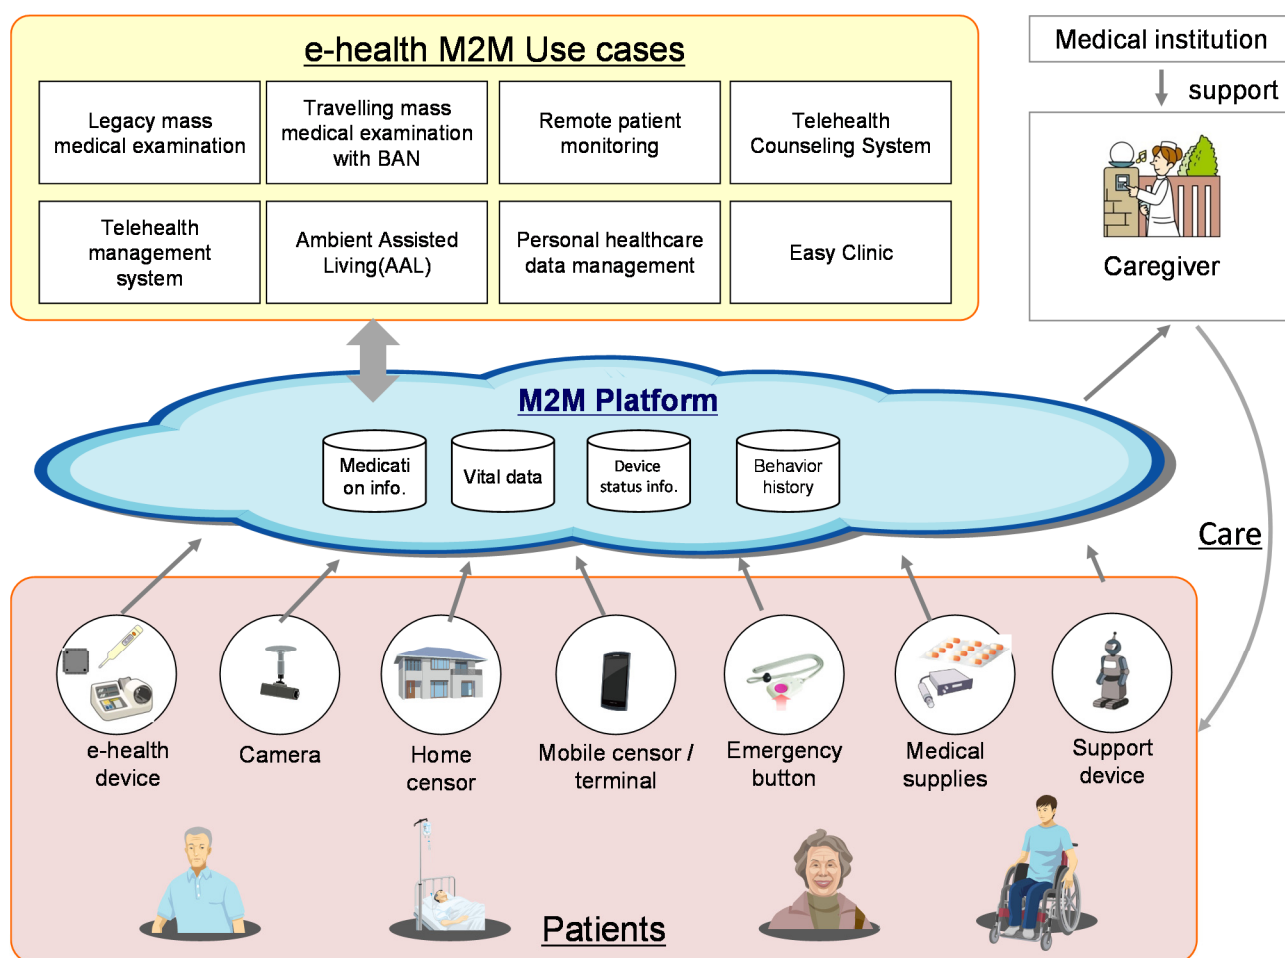 e-health M2M Use cases
Legacy mass
medical examination
Travelling mass
medical examination
with BAN
Remote patient
monitoring
Telehealth
Counseling System
Telehealth
management
system
Ambient Assisted
Living(AAL)
Personal healthcare
data management
Easy Clinic
Medical institution
support
Caregiver
M2M Platform
Medicati
on info.
Vital data
Device
status info.
Behavior
history
Care
e-health
device
Camera
Home
censor
Mobile censor /
terminal
Emergency
button
Medical
supplies
Support
device
Patients